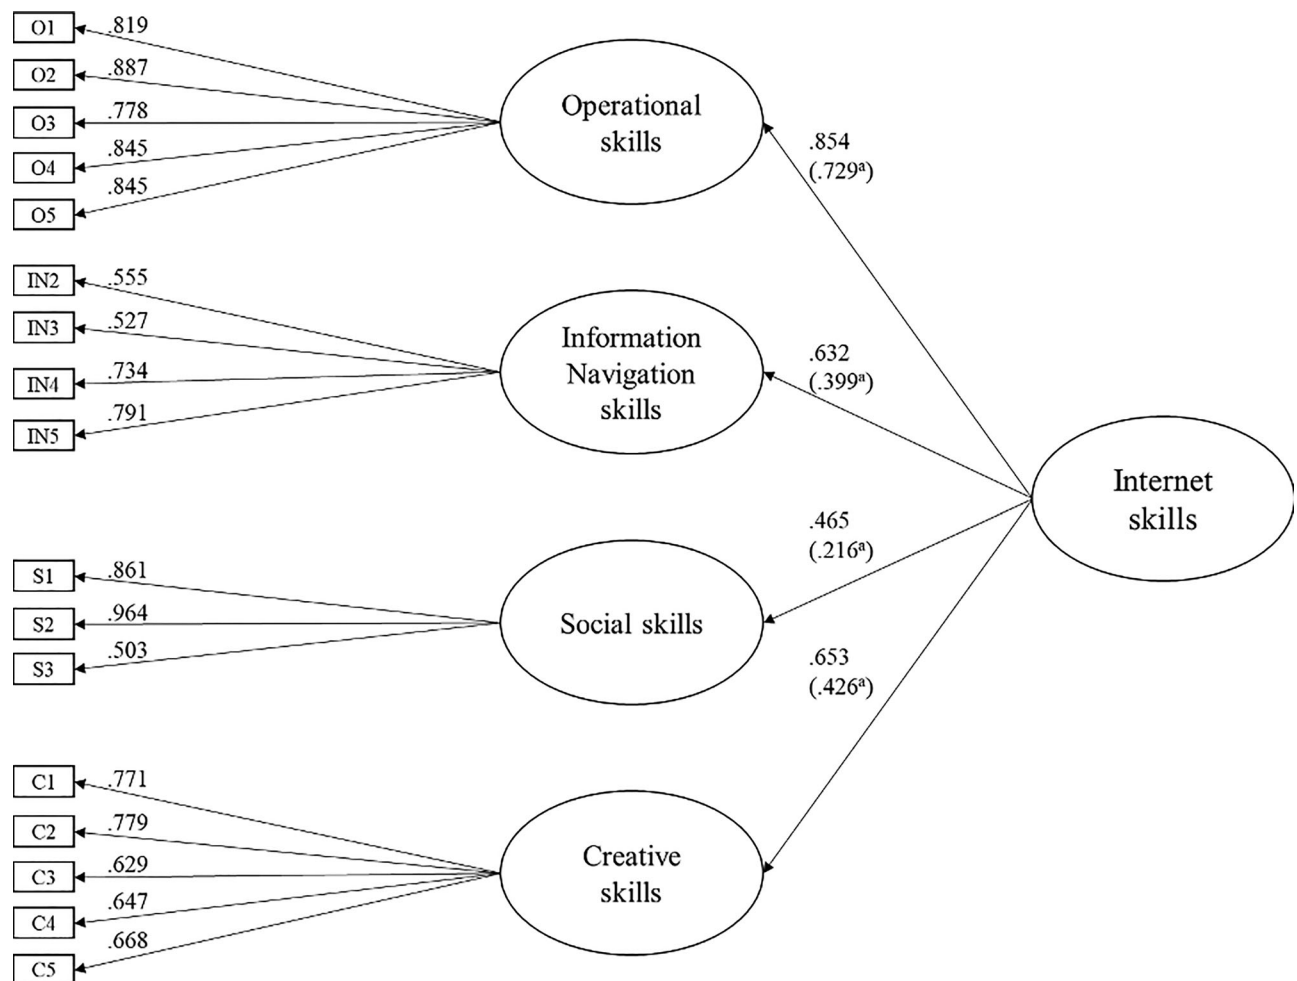 O1 .819
O2 .887
O3 .778
O4 .845
O5 .845
Operational
skills
.854
(.729ᵃ)
IN2 .555
IN3 .527
IN4 .734
IN5 .791
Information
Navigation
skills
.632
(.399ᵃ)
Internet
skills
S1 .861
S2 .964
S3 .503
Social skills
.465
(.216ᵃ)
.653
(.426ᵃ)
C1 .771
C2 .779
C3 .629
C4 .647
C5 .668
Creative
skills